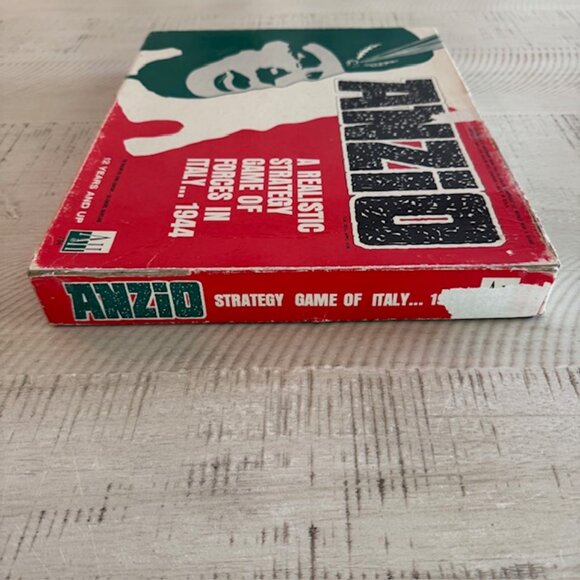 ANZIO
A REALISTIC
STRATEGY
GAME OF
FORCES IN
ITALY... 1944
12 YEARS AND UP
AH
ANZIO STRATEGY GAME OF ITALY... 19